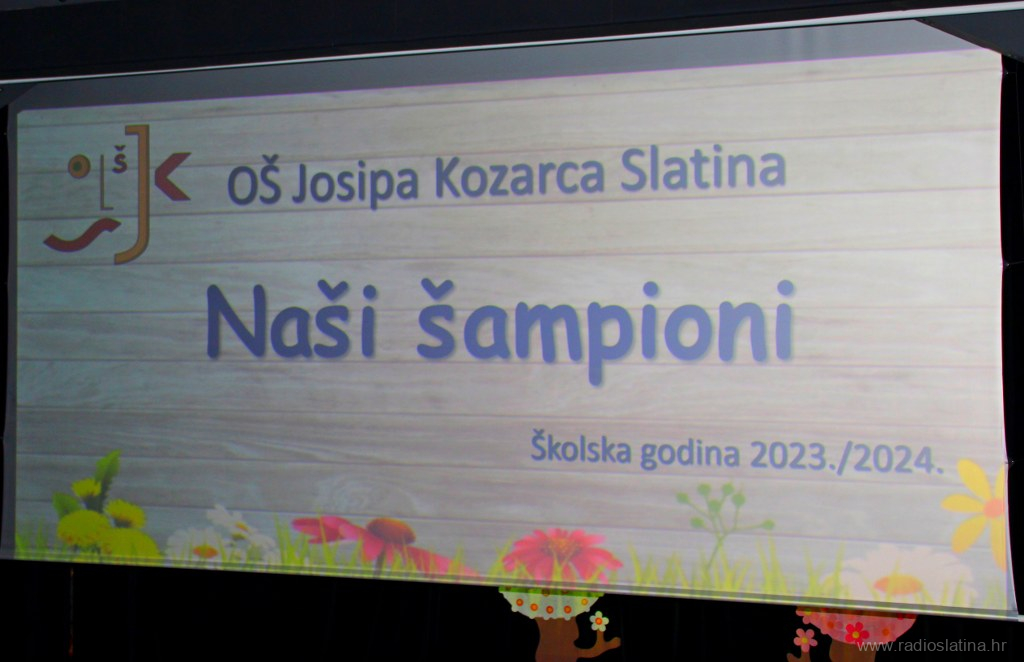 OŠ Josipa Kozarca Slatina
Naši šampioni
Školska godina 2023./2024.
www.radioslatina.hr